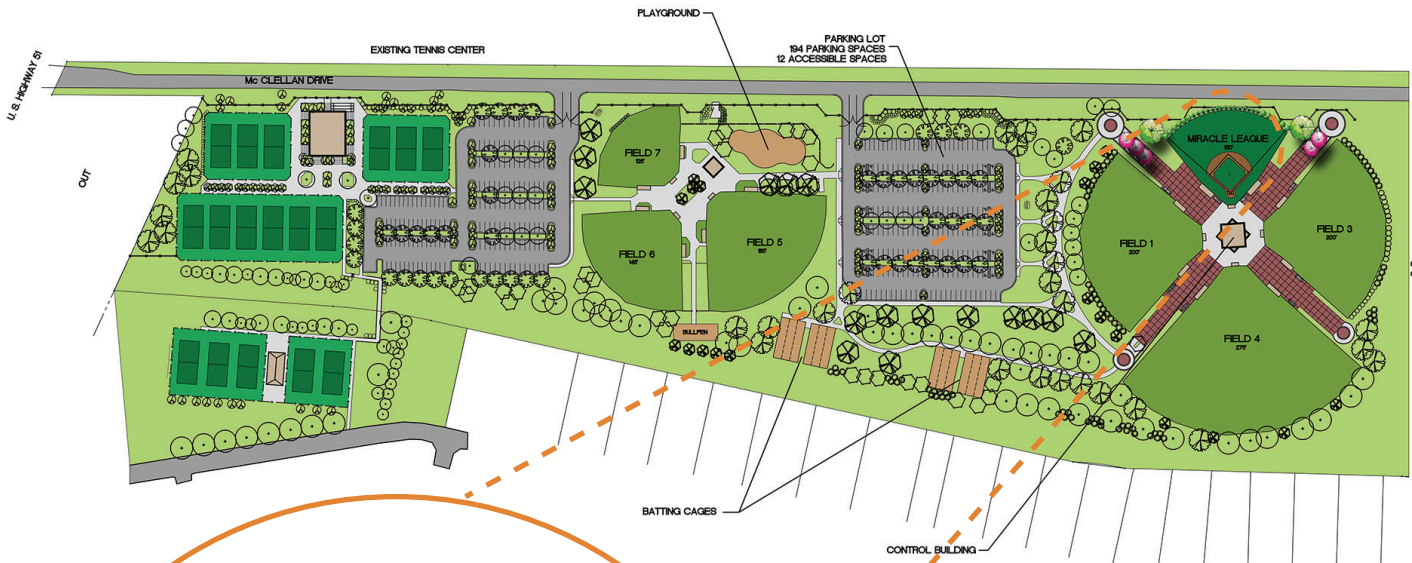 PLAYGROUND
PARKING LOT
194 PARKING SPACES
12 ACCESSIBLE SPACES
EXISTING TENNIS CENTER
U.S. HIGHWAY 51
Mc CLELLAN DRIVE
OUT
FIELD 7
125'
MIRACLE LEAGUE
FIELD 6
146'
FIELD 5
FIELD 1
200'
FIELD 3
200'
BULLPEN
FIELD 4
275'
BATTING CAGES
CONTROL BUILDING